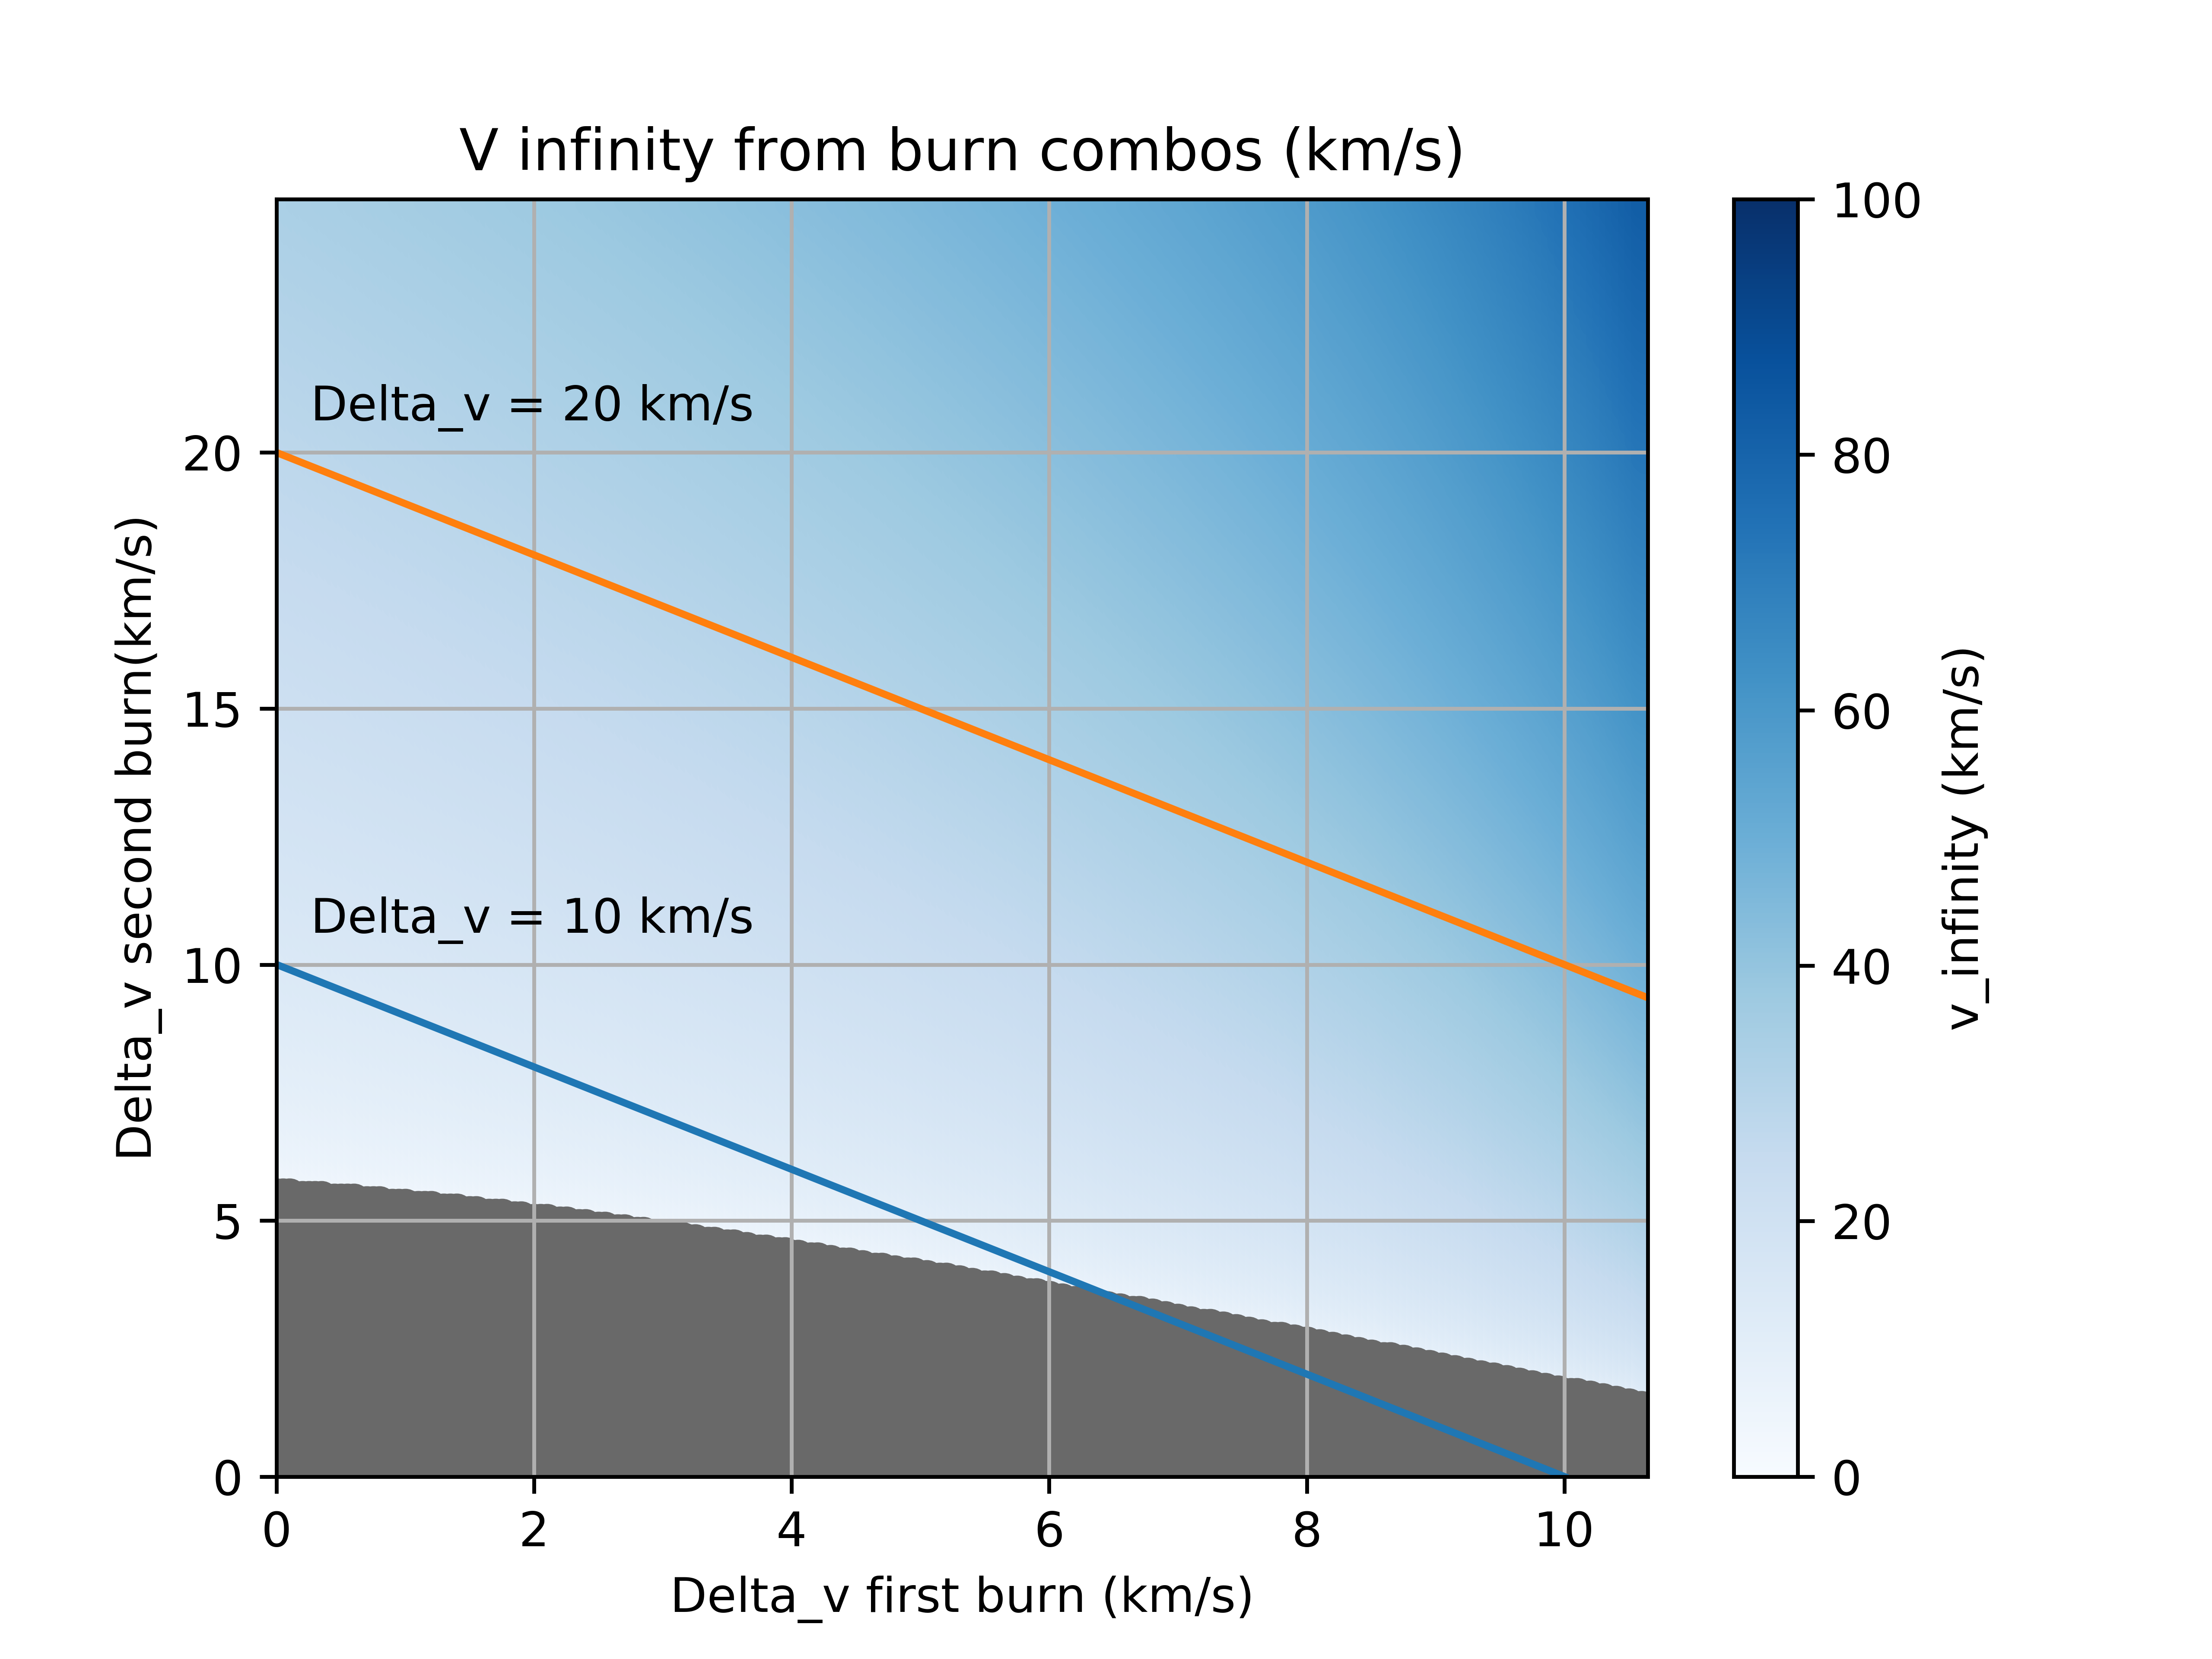 V infinity from burn combos (km/s)
100
80
60
40
20
0
v_infinity (km/s)
Delta_v second burn(km/s)
20
15
10
5
0
Delta_v = 20 km/s
Delta_v = 10 km/s
0 2 4 6 8 10
Delta_v first burn (km/s)